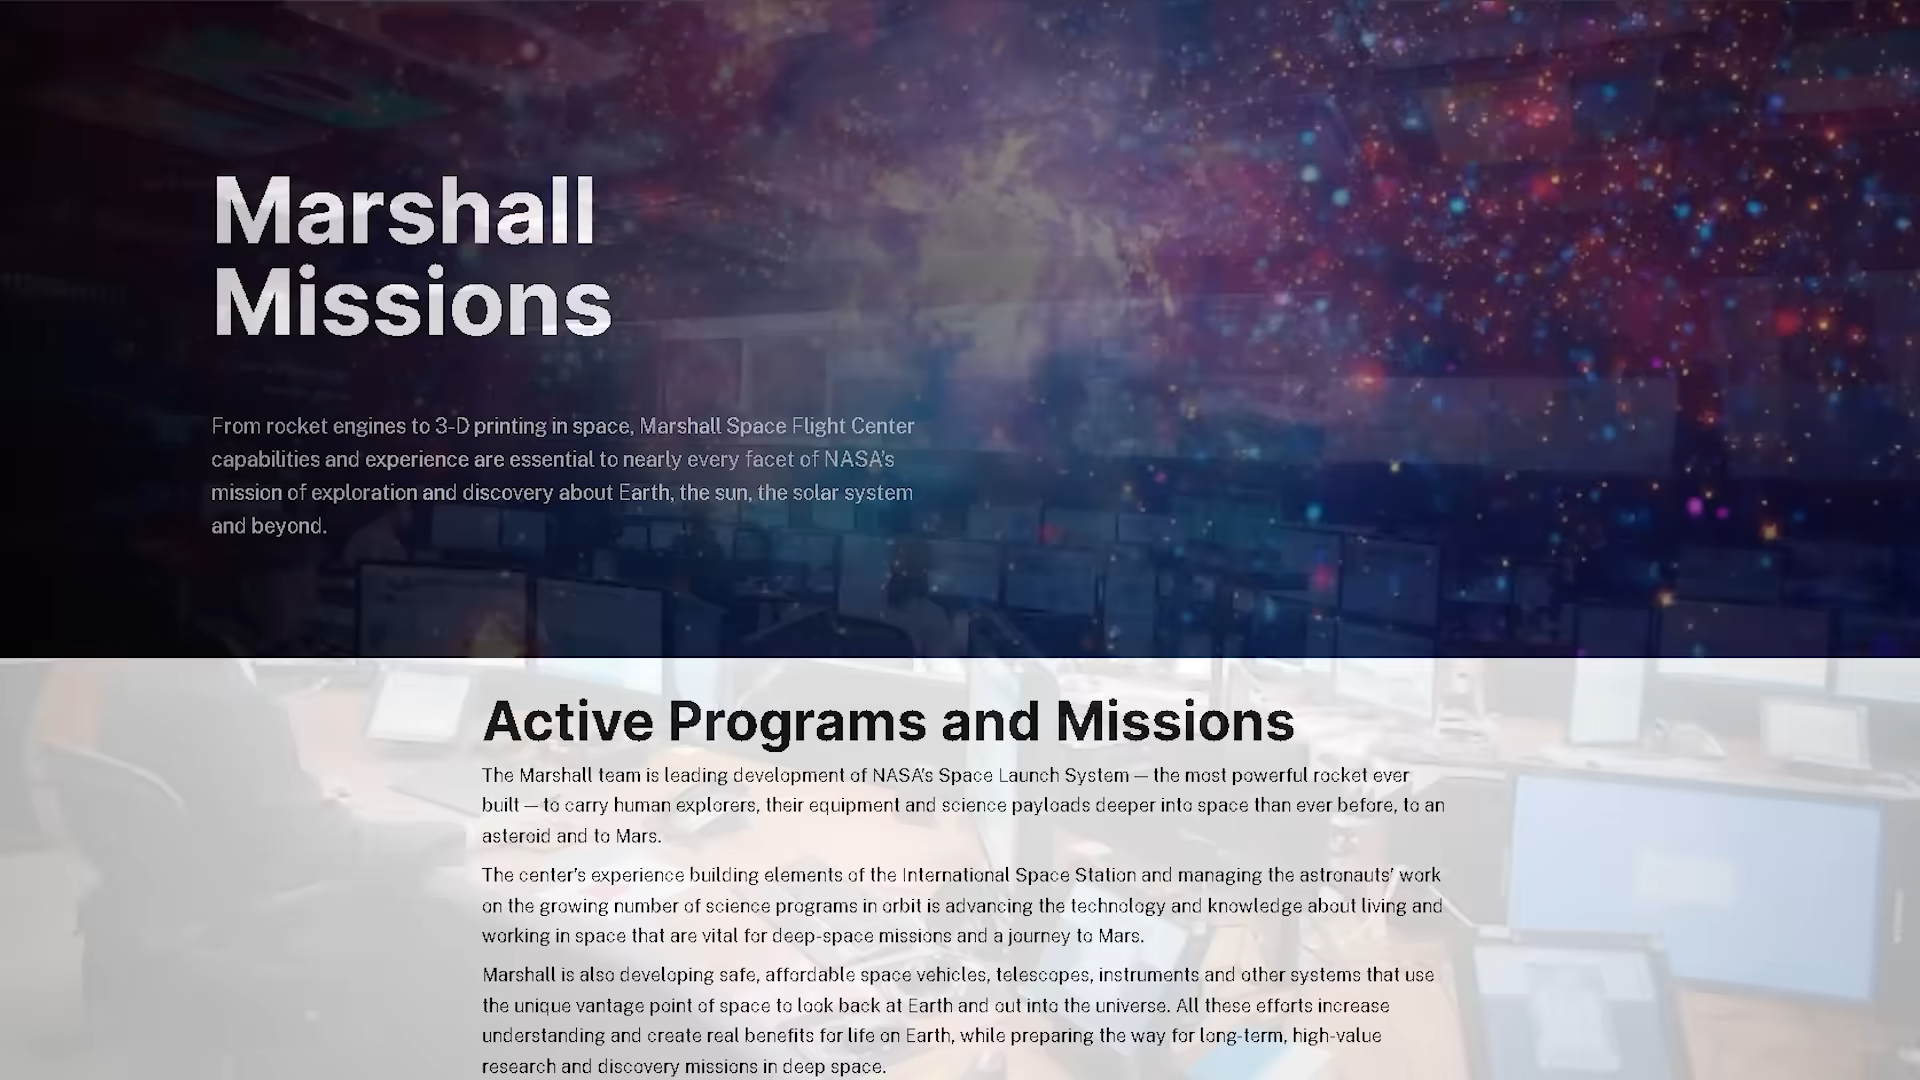 Marshall
Missions
From rocket engines to 3-D printing in space, Marshall Space Flight Center
capabilities and experience are essential to nearly every facet of NASA’s
mission of exploration and discovery about Earth, the sun, the solar system
and beyond.
Active Programs and Missions
The Marshall team is leading development of NASA’s Space Launch System — the most powerful rocket ever
built — to carry human explorers, their equipment and science payloads deeper into space than ever before, to an
asteroid and to Mars.
The center’s experience building elements of the International Space Station and managing the astronauts’ work
on the growing number of science programs in orbit is advancing the technology and knowledge about living and
working in space that are vital for deep-space missions and a journey to Mars.
Marshall is also developing safe, affordable space vehicles, telescopes, instruments and other systems that use
the unique vantage point of space to look back at Earth and out into the universe. All these efforts increase
understanding and create real benefits for life on Earth, while preparing the way for long-term, high-value
research and discovery missions in deep space.